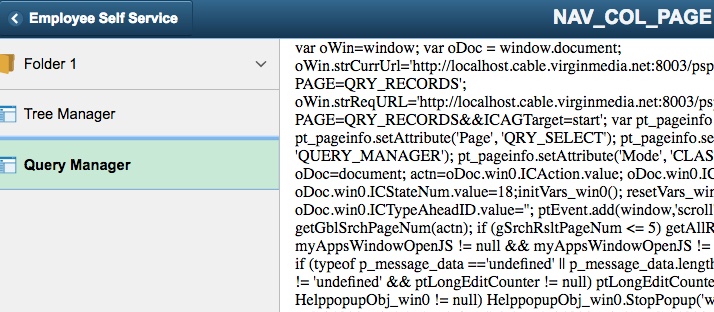 Employee Self Service
NAV_COL_PAGE
Folder 1
Tree Manager
Query Manager
var oWin=window; var oDoc = window.document;
oWin.strCurrUrl='http://localhost.cable.virginmedia.net:8003/psp
PAGE=QRY_RECORDS';
oWin.strReqURL='http://localhost.cable.virginmedia.net:8003/ps
PAGE=QRY_RECORDS&&ICAGTarget=start'; var pt_pageinfo
pt_pageinfo.setAttribute('Page', 'QRY_SELECT'); pt_pageinfo.se
'QUERY_MANAGER'); pt_pageinfo.setAttribute('Mode', 'CLAS
oDoc=document; actn=oDoc.win0.ICAction.value; oDoc.win0.IC
oDoc.win0.ICStateNum.value=18;initVars_win0(); resetVars_win
oDoc.win0.ICTypeAheadID.value=''; ptEvent.add(window,'scroll
getGblSrchPageNum(actn); if (gSrchRsltPageNum <= 5) getAllR
myAppsWindowOpenJS != null && myAppsWindowOpenJS !=
if (typeof p_message_data =='undefined' || p_message_data.length
!= 'undefined' && ptLongEditCounter != null) ptLongEditCounter
HelppopupObj_win0 != null) HelppopupObj_win0.StopPopup('w